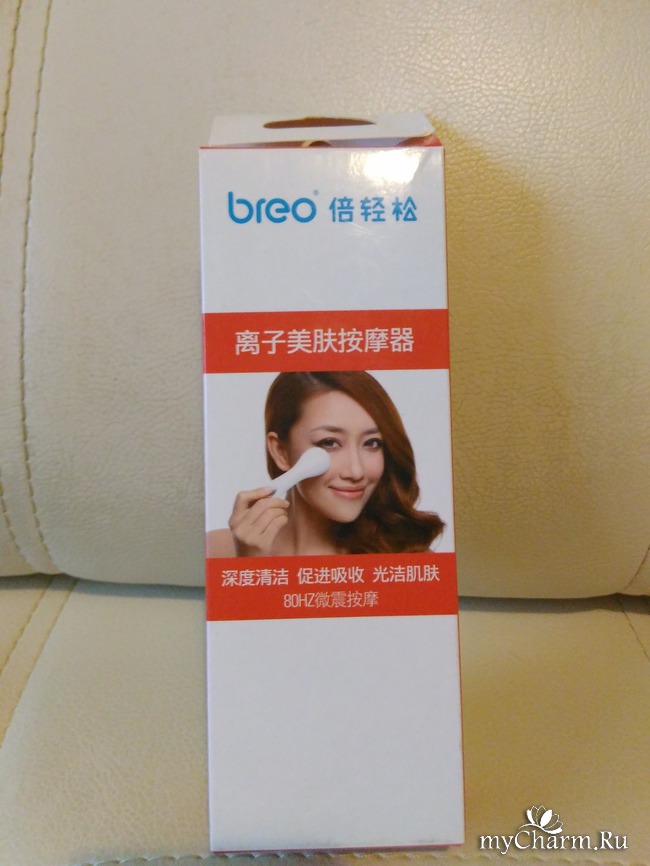 breo® 倍轻松
离子美肤按摩器
深度清洁 促进吸收 光洁肌肤
80HZ微震按摩
myCharm.Ru